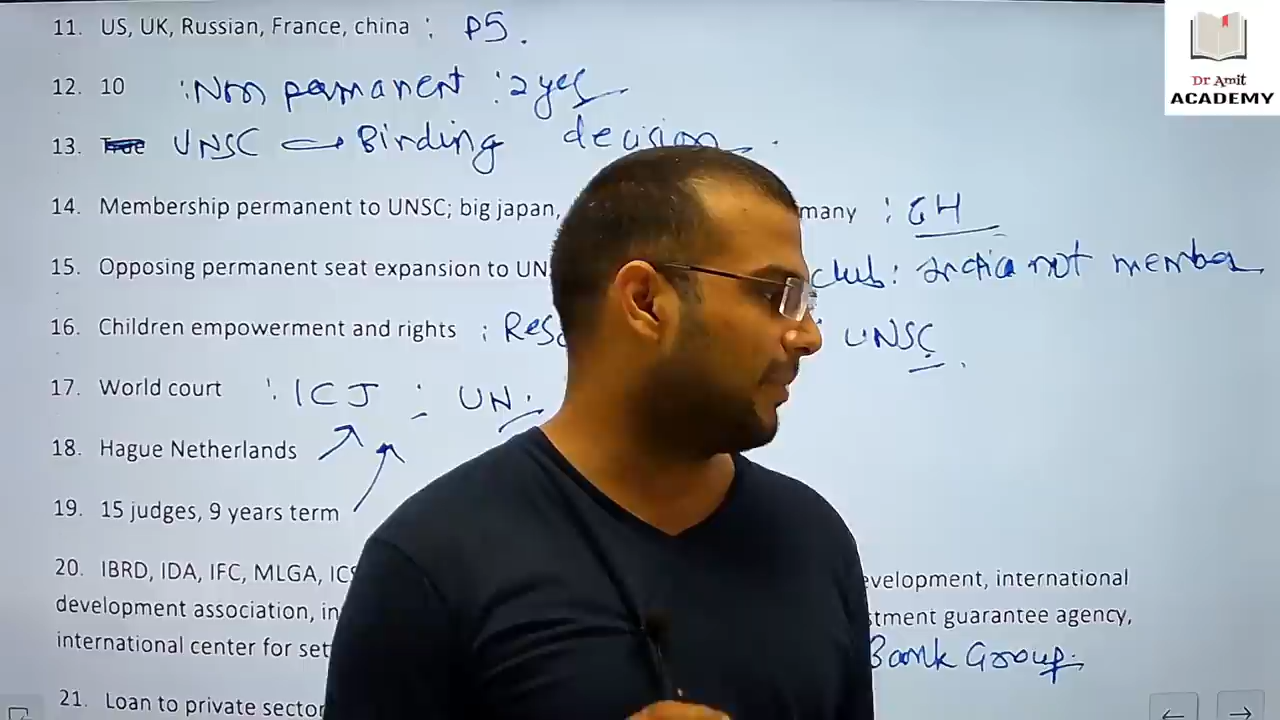 11. US, UK, Russian, France, china : P5.
12. 10 : Non permanent : 2 yes.
13. True UNSC → Binding decision.
14. Membership permanent to UNSC; big japan, many : G4
15. Opposing permanent seat expansion to UN club : India not member
16. Children empowerment and rights : UNSC.
17. World court : ICJ : UN.
18. Hague Netherlands
19. 15 judges, 9 years term
20. IBRD, IDA, IFC, MLGA, evelopment, international
development association, stment guarantee agency,
international center for Bank Group.
21. Loan to private sector
Dr Amit
ACADEMY